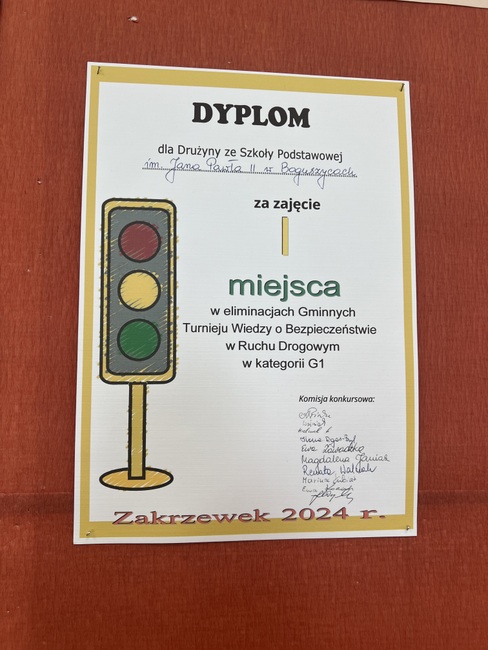 DYPLOM
dla Drużyny ze Szkoły Podstawowej
im. Jana Pawła II w Boguszycach
za zajęcie
I
miejsca
w eliminacjach Gminnych
Turnieju Wiedzy o Bezpieczeństwie
w Ruchu Drogowym
w kategorii G1
Komisja konkursowa:
Ewa Zawadzka
Magdalena Janiak
Renata Walczak
Zakrzewek 2024 r.